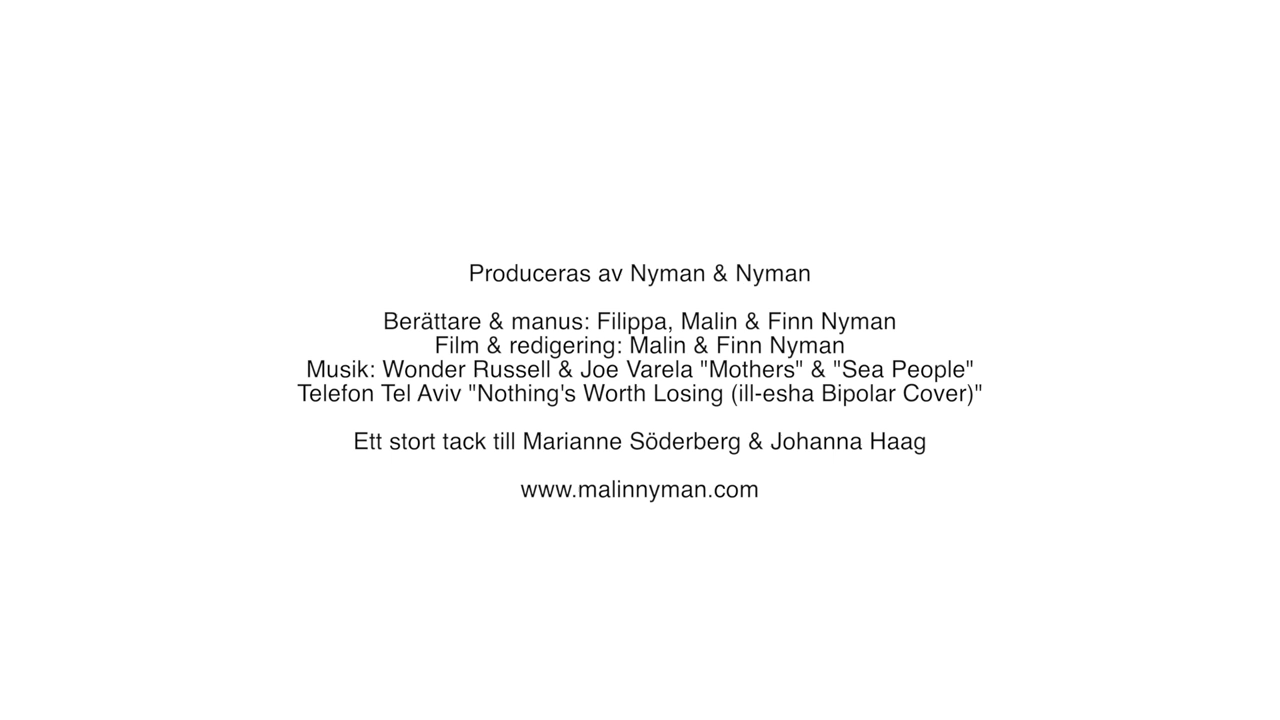 Produceras av Nyman & Nyman
Berättare & manus: Filippa, Malin & Finn Nyman
Film & redigering: Malin & Finn Nyman
Musik: Wonder Russell & Joe Varela "Mothers" & "Sea People"
Telefon Tel Aviv "Nothing's Worth Losing (ill-esha Bipolar Cover)"
Ett stort tack till Marianne Söderberg & Johanna Haag
www.malinnyman.com